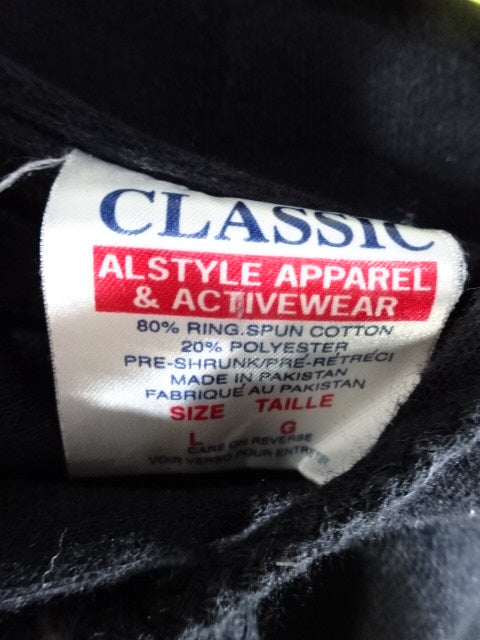 CLASSIC
ALSTYLE APPAREL
& ACTIVEWEAR
80% RING.SPUN COTTON
20% POLYESTER
PRE-SHRUNK/PRE-RETRECI
MADE IN PAKISTAN
FABRIQUE AU PAKISTAN
SIZE TAILLE
L G
CARE ON REVERSE
VOIR VERSO POUR ENTRETIEN